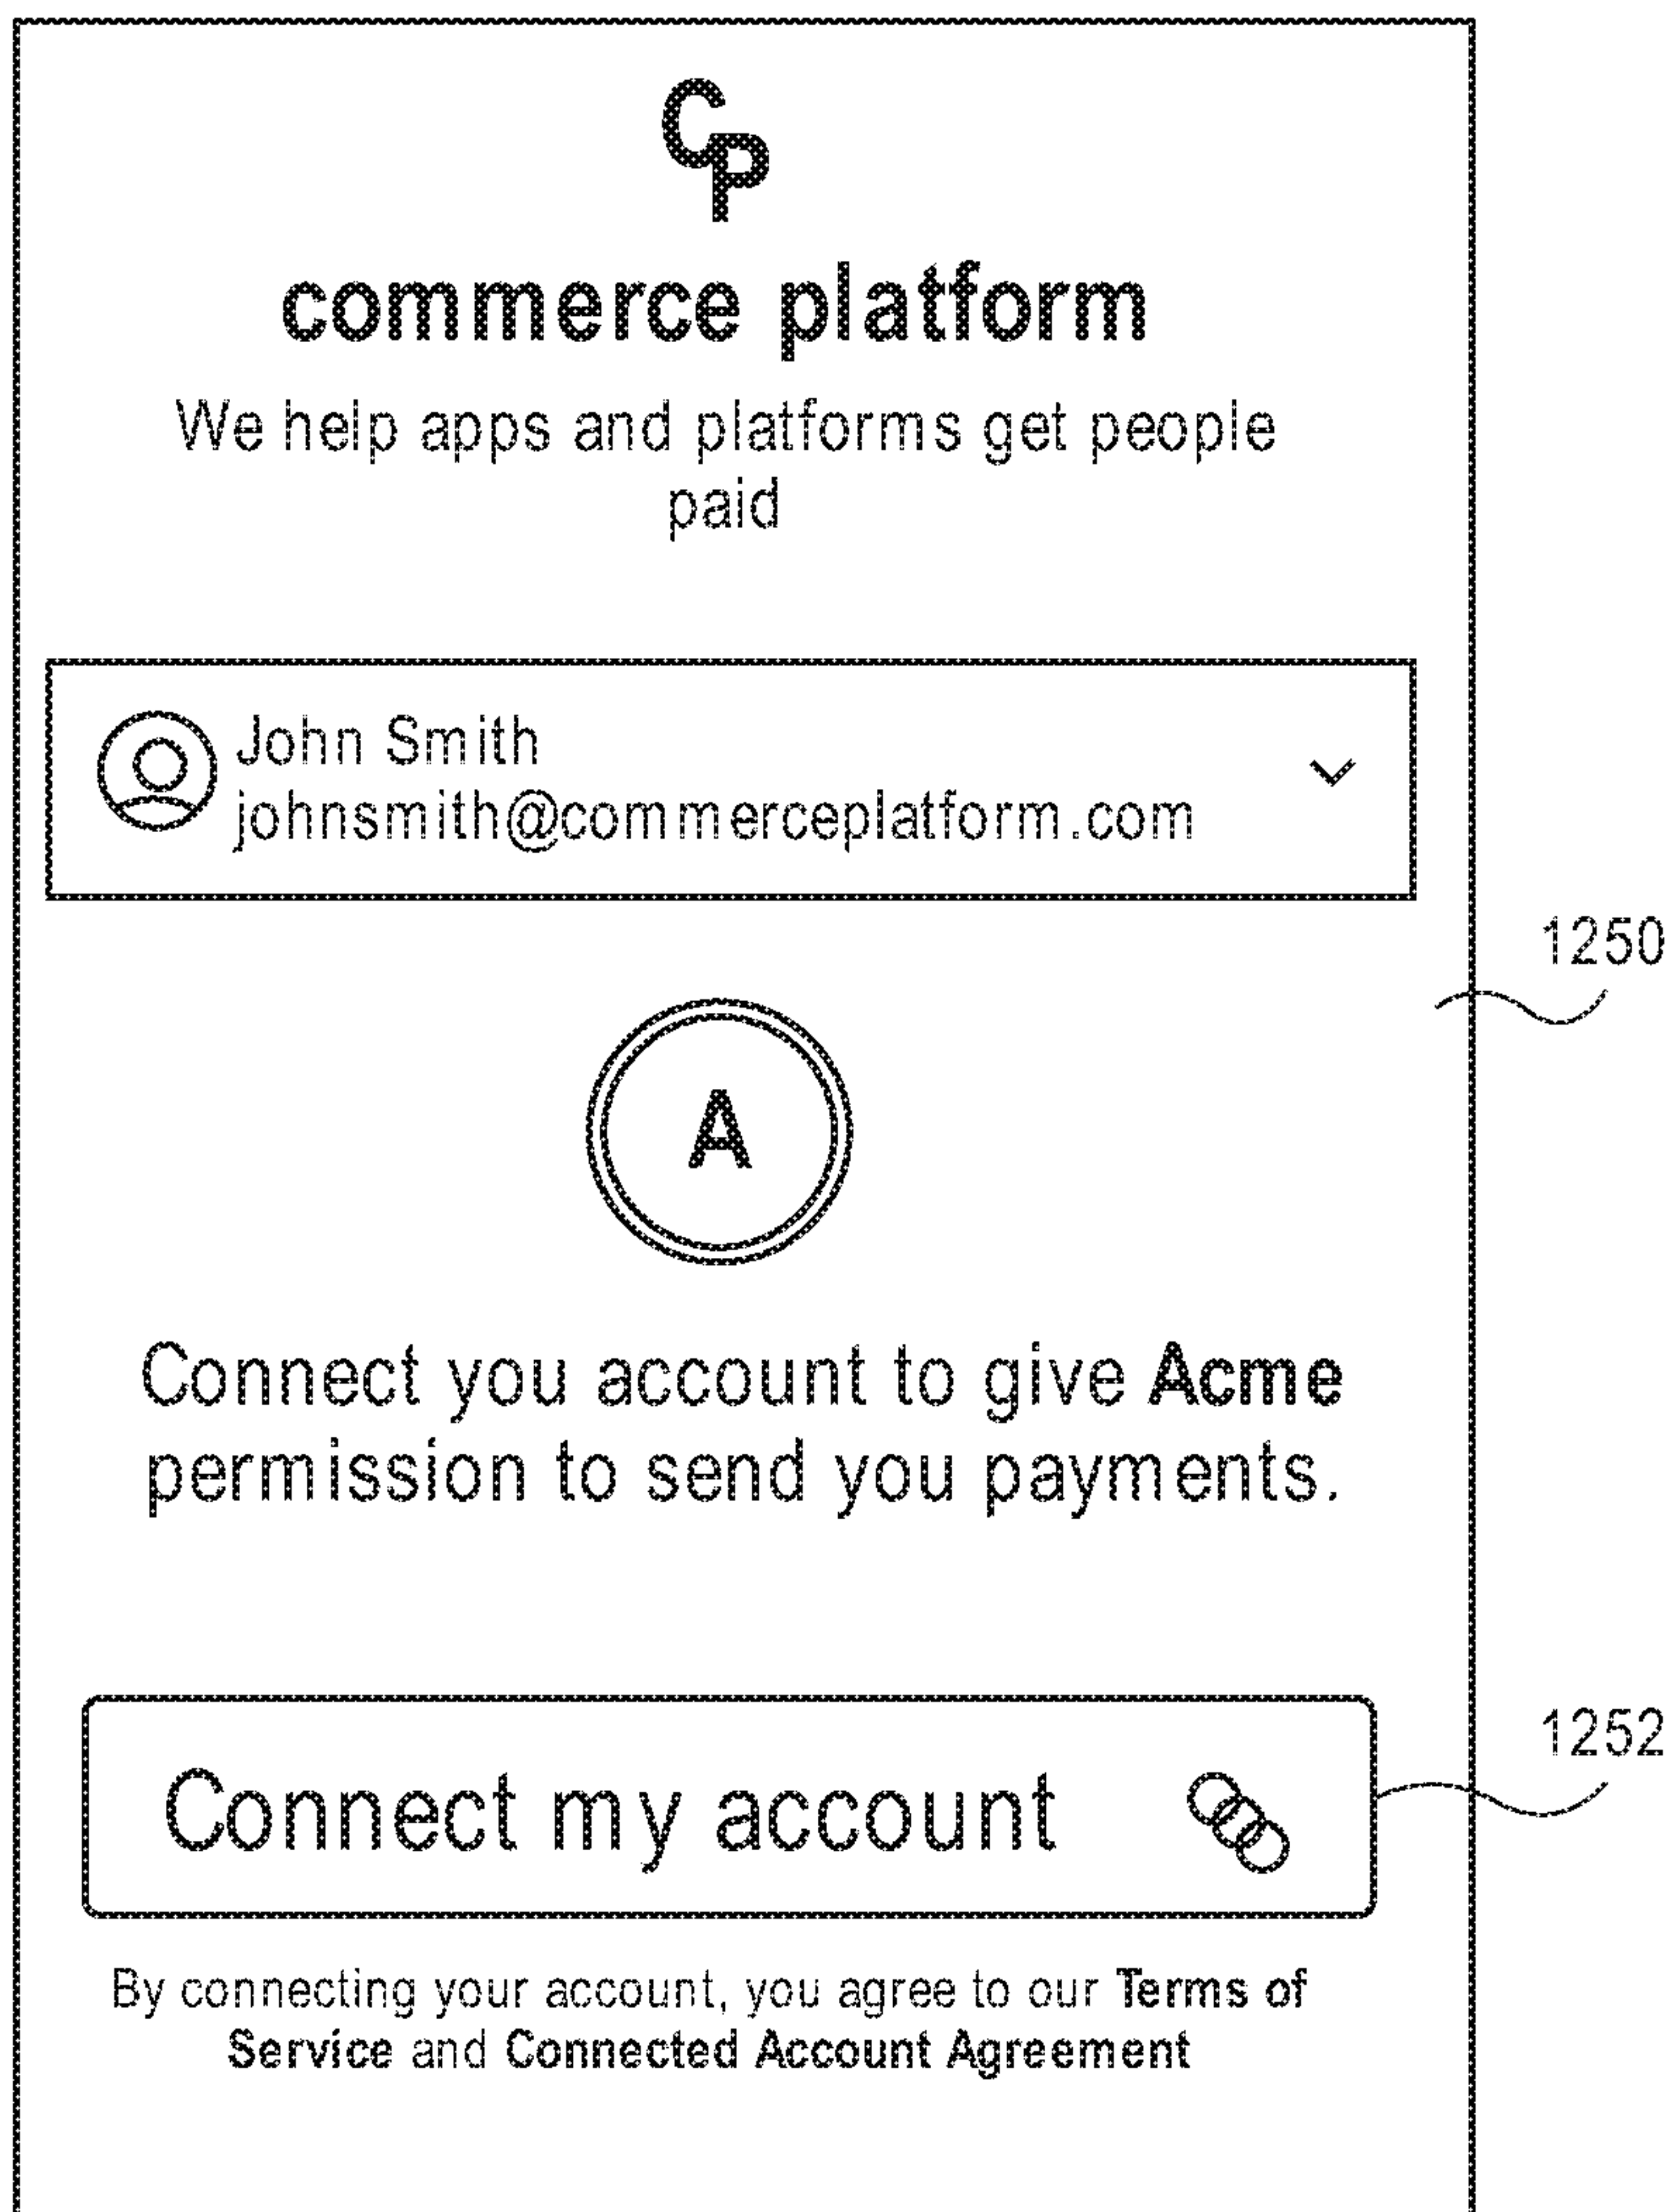 CP
commerce platform
We help apps and platforms get people
paid
John Smith
johnsmith@commerceplatform.com
1250
A
Connect you account to give Acme
permission to send you payments.
Connect my account
1252
By connecting your account, you agree to our Terms of
Service and Connected Account Agreement